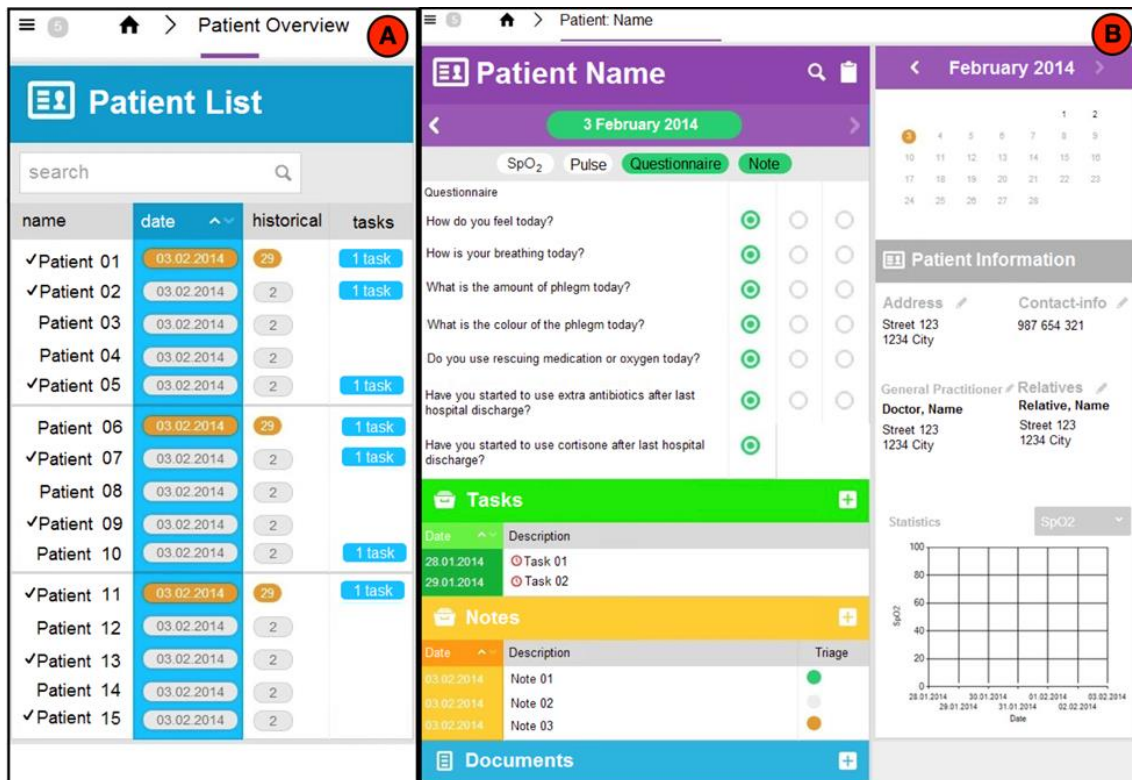 5 > Patient Overview A
Patient List
search
name date historical tasks
✓Patient 01 03.02.2014 29 1 task
✓Patient 02 03.02.2014 2 1 task
Patient 03 03.02.2014 2
Patient 04 03.02.2014 2
✓Patient 05 03.02.2014 2 1 task
Patient 06 03.02.2014 29 1 task
✓Patient 07 03.02.2014 2 1 task
Patient 08 03.02.2014 2
✓Patient 09 03.02.2014 2
Patient 10 03.02.2014 2 1 task
✓Patient 11 03.02.2014 29 1 task
Patient 12 03.02.2014 2
✓Patient 13 03.02.2014 2
Patient 14 03.02.2014 2
✓Patient 15 03.02.2014 2
5 > Patient: Name B
Patient Name
< 3 February 2014 >
SpO2 Pulse Questionnaire Note
Questionnaire
How do you feel today?
How is your breathing today?
What is the amount of phlegm today?
What is the colour of the phlegm today?
Do you use rescuing medication or oxygen today?
Have you started to use extra antibiotics after last
hospital discharge?
Have you started to use cortisone after last hospital
discharge?
Tasks
Date Description
28.01.2014 Task 01
29.01.2014 Task 02
Notes
Date Description Triage
03.02.2014 Note 01
03.02.2014 Note 02
03.02.2014 Note 03
Documents
< February 2014 >
1 2
3 4 5 6 7 8 9
10 11 12 13 14 15 16
17 18 19 20 21 22 23
24 25 26 27 28
Patient Information
Address Contact-info
Street 123 987 654 321
1234 City
General Practitioner Relatives
Doctor, Name Relative, Name
Street 123 Street 123
1234 City 1234 City
Statistics SpO2
100
80
60
40
20
0
SpO2
28.01.2014 30.01.2014 01.02.2014 03.02.2014
29.01.2014 31.01.2014 02.02.2014
Date